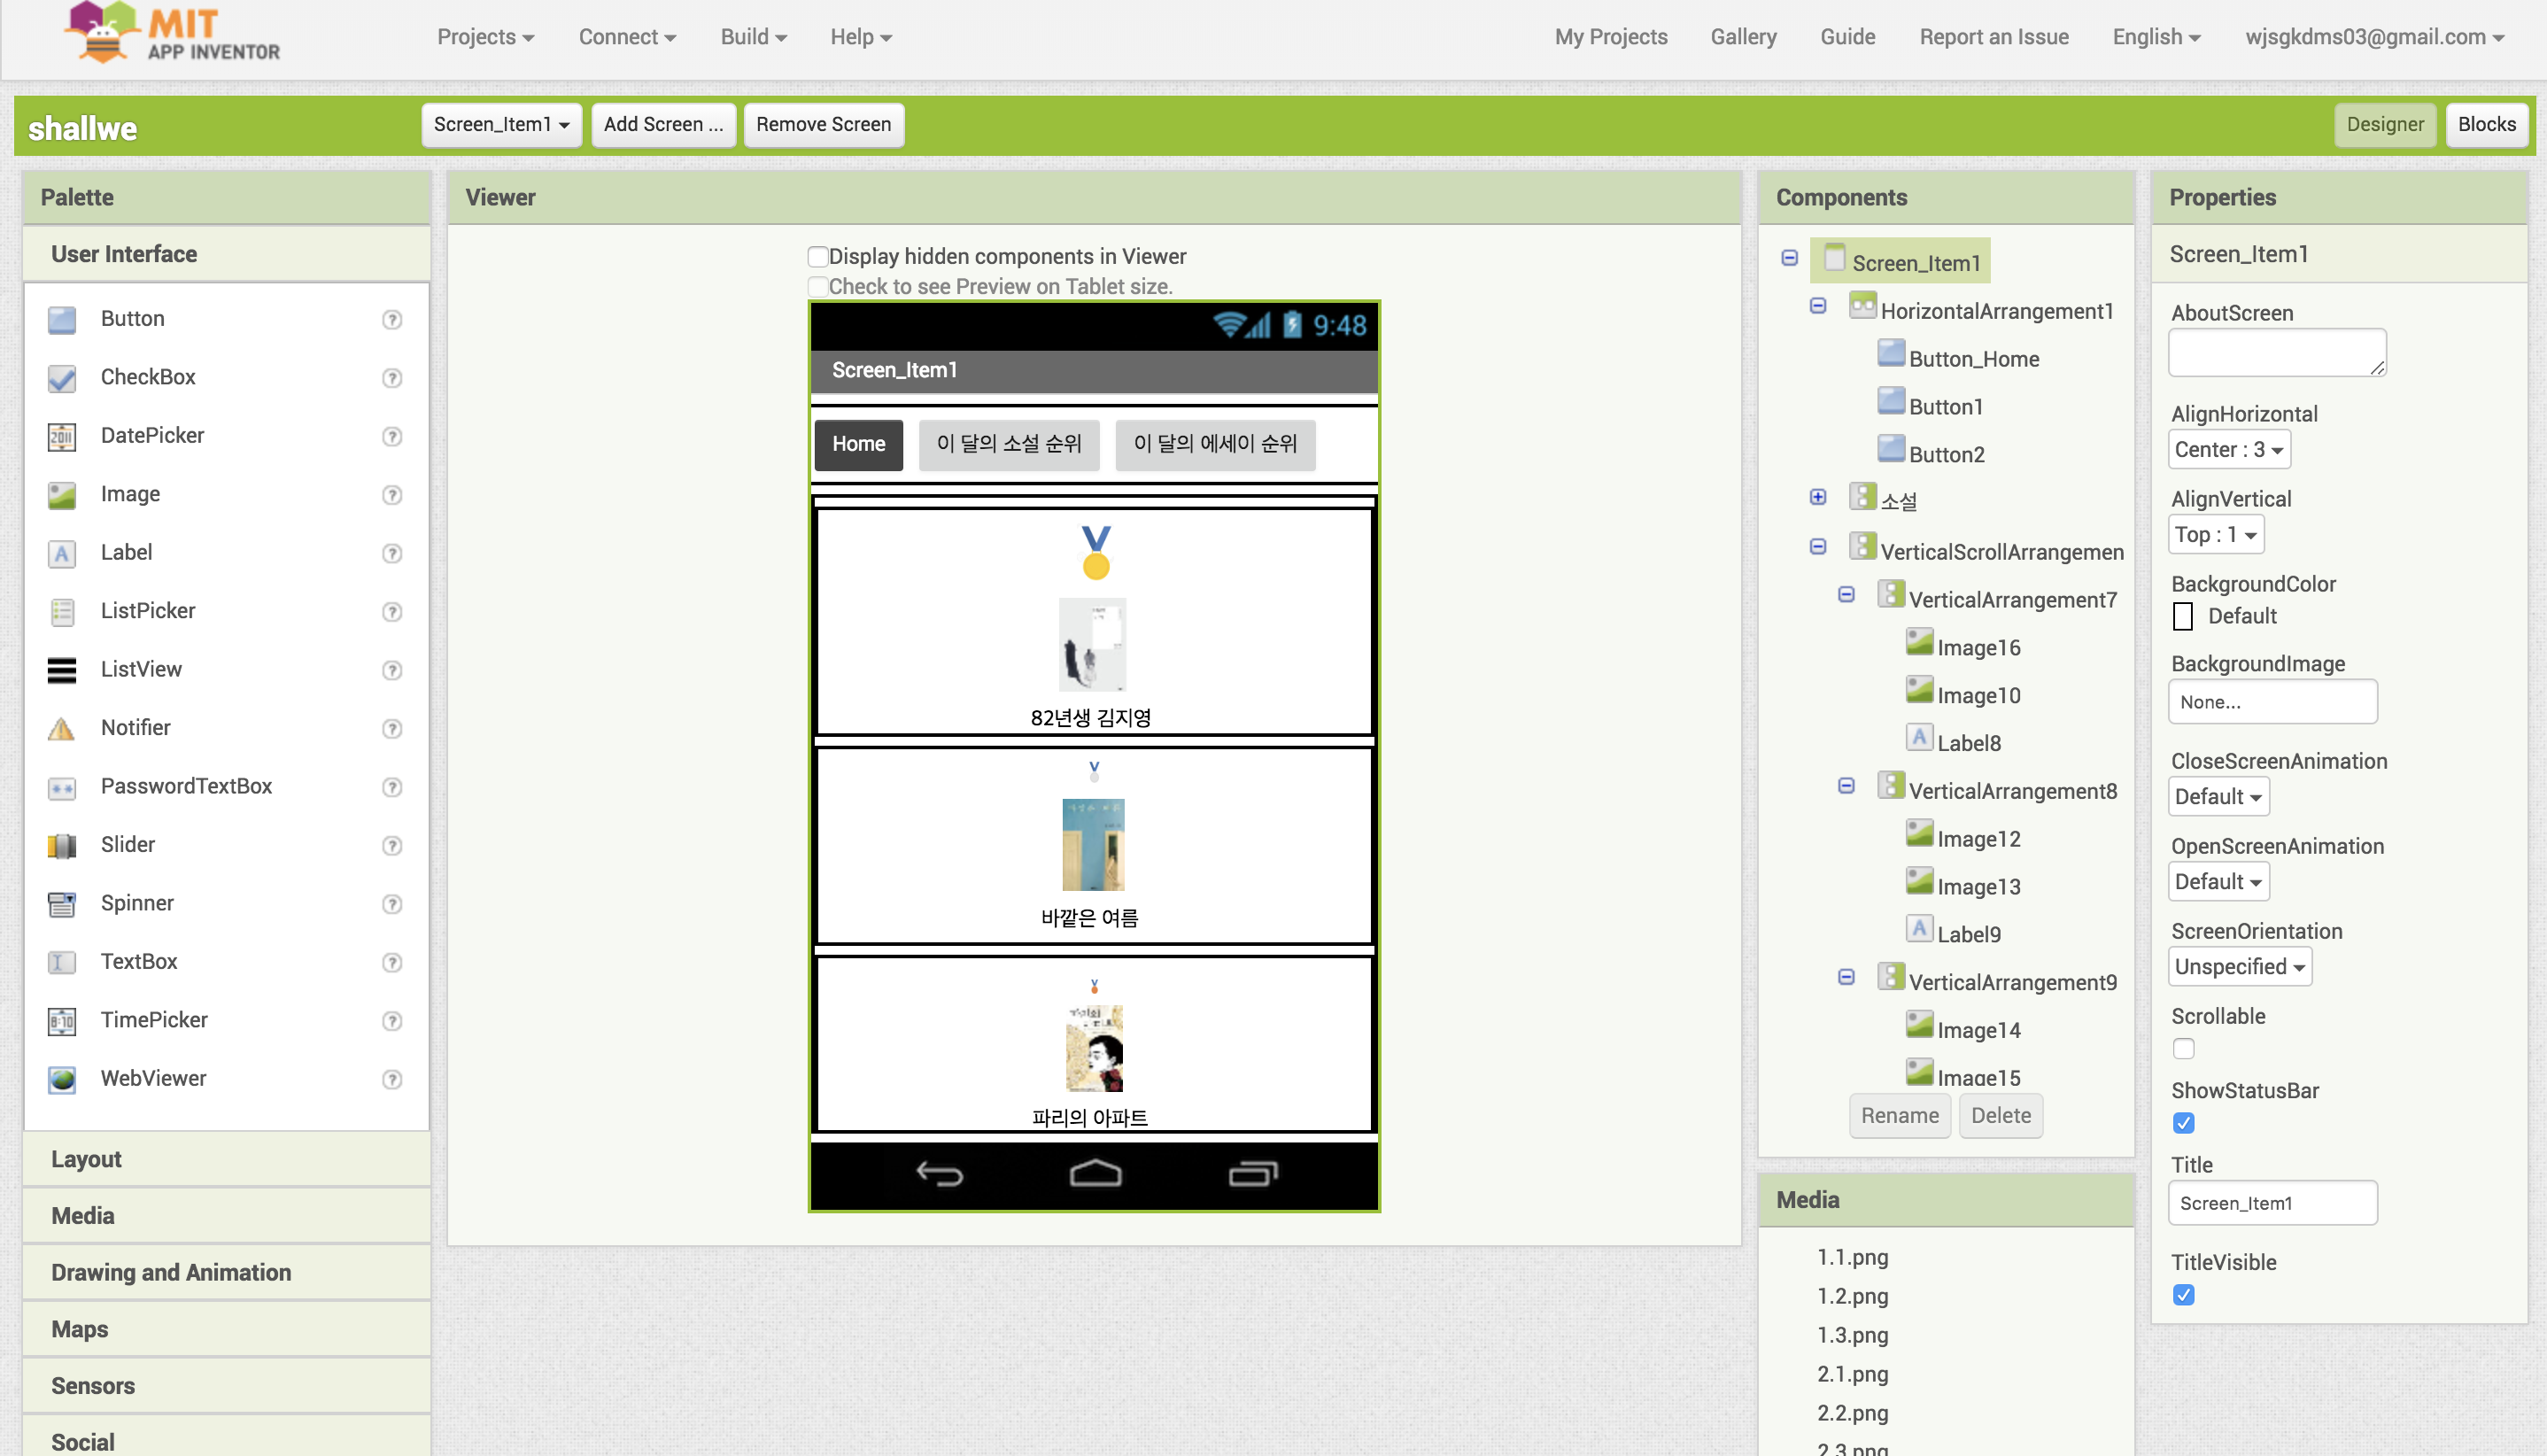 MIT
APP INVENTOR
Projects
Connect
Build
Help
My Projects
Gallery
Guide
Report an Issue
English
wjsgkdms03@gmail.com
shallwe
Screen_Item1
Add Screen ...
Remove Screen
Designer
Blocks
Palette
User Interface
Button
CheckBox
DatePicker
Image
Label
ListPicker
ListView
Notifier
PasswordTextBox
Slider
Spinner
TextBox
TimePicker
WebViewer
Layout
Media
Drawing and Animation
Maps
Sensors
Social
Viewer
Display hidden components in Viewer
Check to see Preview on Tablet size.
9:48
Screen_Item1
Home
이 달의 소설 순위
이 달의 에세이 순위
82년생 김지영
바깥은 여름
파리의 아파트
Components
Screen_Item1
HorizontalArrangement1
Button_Home
Button1
Button2
소설
VerticalScrollArrangemen
VerticalArrangement7
Image16
Image10
Label8
VerticalArrangement8
Image12
Image13
Label9
VerticalArrangement9
Image14
Image15
Rename
Delete
Media
1.1.png
1.2.png
1.3.png
2.1.png
2.2.png
2.3.png
Properties
Screen_Item1
AboutScreen
AlignHorizontal
Center : 3
AlignVertical
Top : 1
BackgroundColor
Default
BackgroundImage
None...
CloseScreenAnimation
Default
OpenScreenAnimation
Default
ScreenOrientation
Unspecified
Scrollable
ShowStatusBar
Title
Screen_Item1
TitleVisible